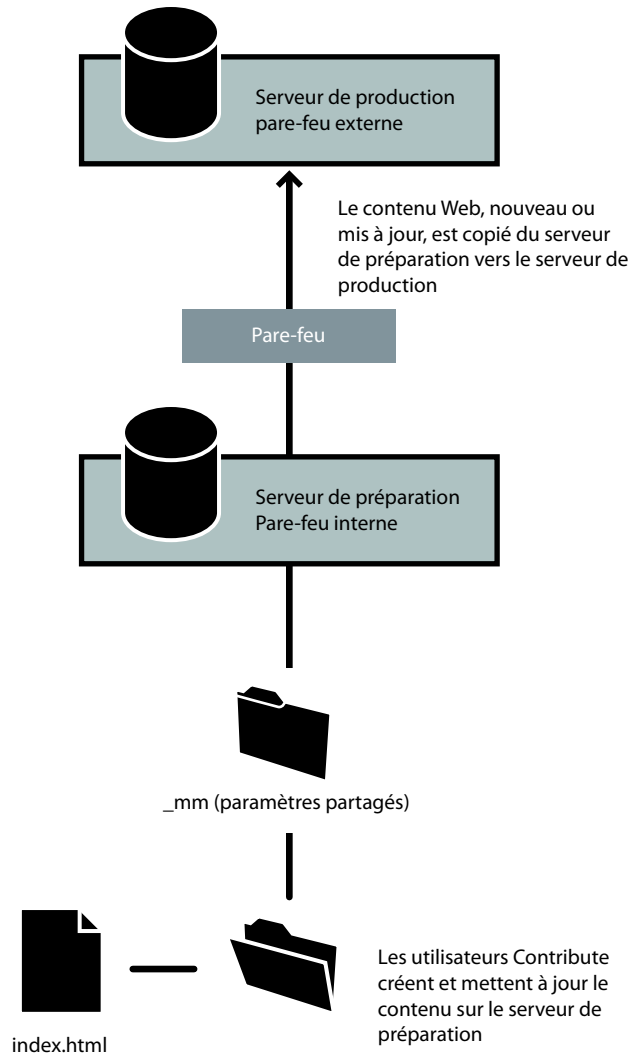 Serveur de production
pare-feu externe
Le contenu Web, nouveau ou
mis à jour, est copié du serveur
de préparation vers le serveur de
production
Pare-feu
Serveur de préparation
Pare-feu interne
_mm (paramètres partagés)
Les utilisateurs Contribute
créent et mettent à jour le
contenu sur le serveur de
préparation
index.html